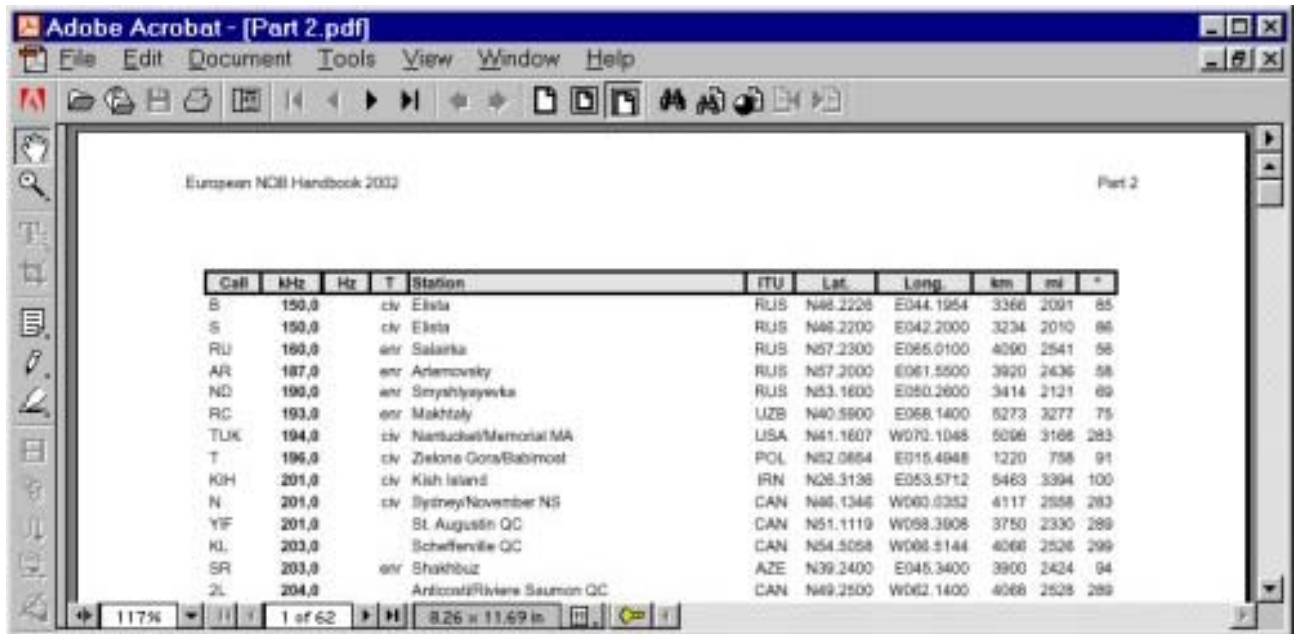 Adobe Acrobat - [Part 2.pdf]
File Edit Document Tools View Window Help
European NDB Handbook 2002 Part 2
Call kHz Hz T Station ITU Lat. Long. km mi °
B 150,0 civ Elista RUS N46.2226 E044.1954 3366 2091 85
S 150,0 civ Elista RUS N46.2200 E042.2000 3234 2010 86
RU 160,0 enr Salairka RUS N57.2300 E065.0100 4090 2541 56
AR 187,0 enr Artemovsky RUS N57.2000 E061.5500 3920 2436 58
ND 190,0 enr Smyshlyayevka RUS N53.1600 E050.2600 3414 2121 69
RC 193,0 enr Makhtaly UZB N40.5900 E068.1400 5273 3277 75
TUK 194,0 civ Nantucket/Memorial MA USA N41.1607 W070.1048 5096 3166 283
T 196,0 civ Zielona Gora/Babimost POL N52.0854 E015.4948 1220 758 91
KIH 201,0 civ Kish Island IRN N26.3136 E053.5712 5463 3394 100
N 201,0 civ Sydney/November NS CAN N46.1346 W060.0352 4117 2558 283
YIF 201,0 St. Augustin QC CAN N51.1119 W058.3908 3750 2330 289
KL 203,0 Schefferville QC CAN N54.5058 W066.5144 4066 2526 299
SR 203,0 enr Shakhbuz AZE N39.2400 E045.3400 3900 2424 94
2L 204,0 Anticosti/Riviere Saumon QC CAN N49.2500 W062.1400 4068 2528 289
117% 1 of 62 8.26 x 11.69 in